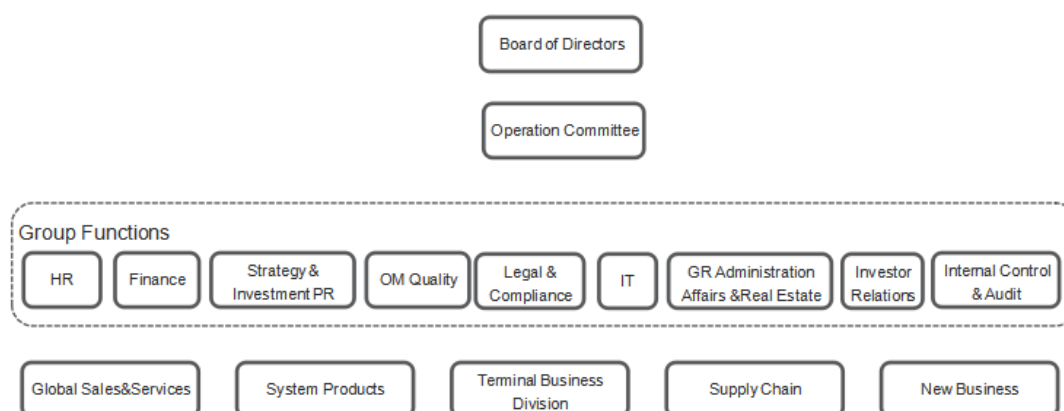 Board of Directors
Operation Committee
Group Functions
HR
Finance
Strategy &
Investment PR
OM Quality
Legal &
Compliance
IT
GR Administration
Affairs &Real Estate
Investor
Relations
Internal Control
& Audit
Global Sales&Services
System Products
Terminal Business
Division
Supply Chain
New Business